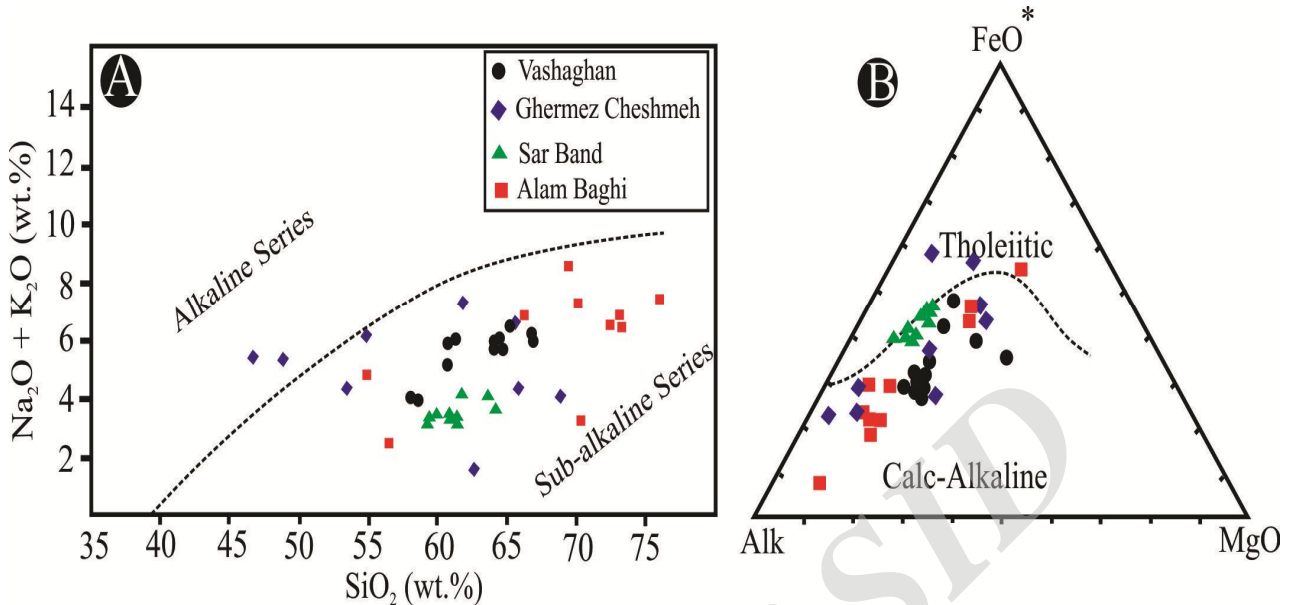 A
Na₂O + K₂O (wt.%)
14
12
10
8
6
4
2
Alkaline Series
Sub-alkaline Series
Vashaghan
Ghermez Cheshmeh
Sar Band
Alam Baghi
35 40 45 50 55 60 65 70 75
SiO₂ (wt.%)
B
FeO*
Tholeiitic
Calc-Alkaline
Alk
MgO
SID